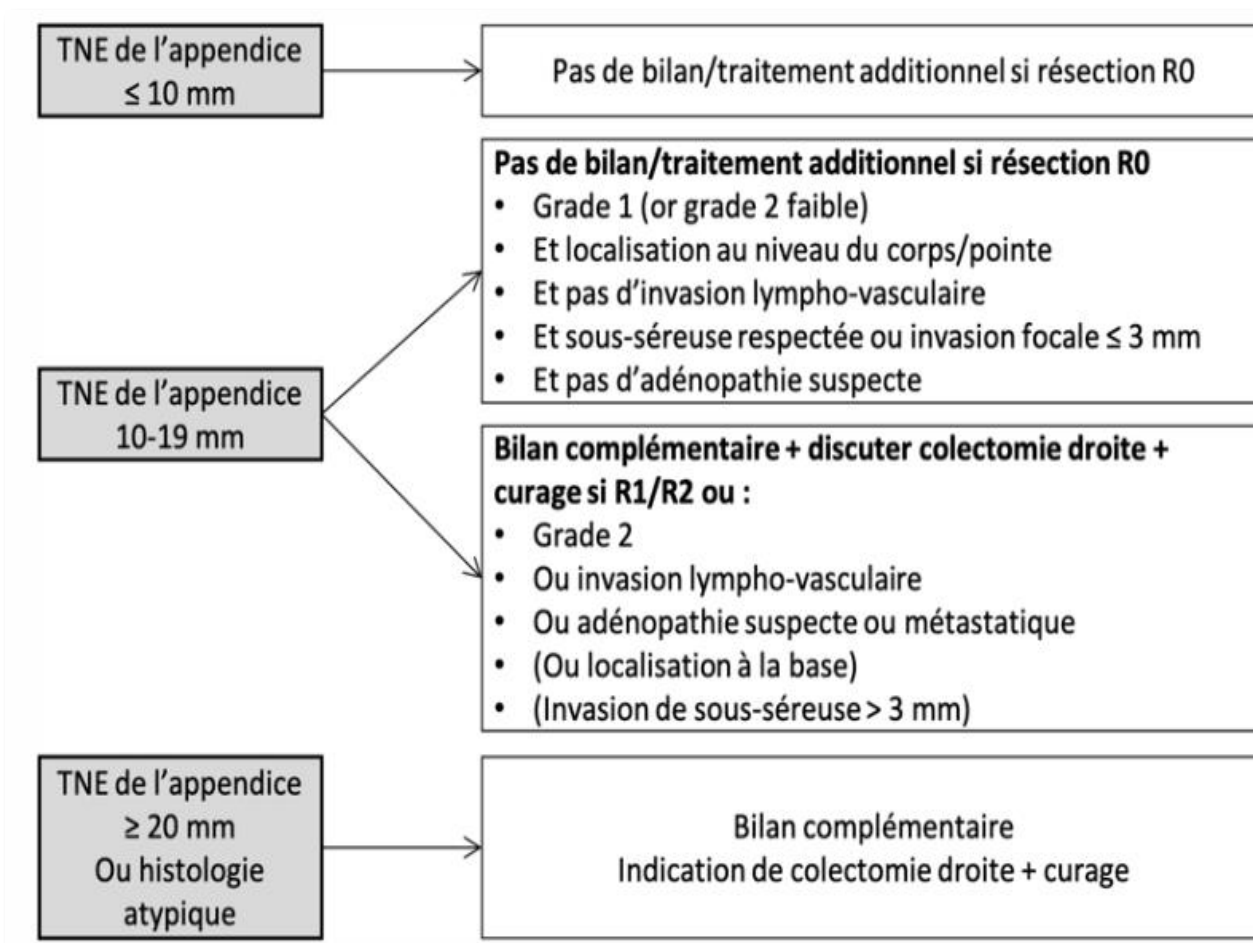 TNE de l'appendice
≤ 10 mm
Pas de bilan/traitement additionnel si résection R0
Pas de bilan/traitement additionnel si résection R0
• Grade 1 (or grade 2 faible)
• Et localisation au niveau du corps/pointe
• Et pas d'invasion lympho-vasculaire
• Et sous-séreuse respectée ou invasion focale ≤ 3 mm
• Et pas d'adénopathie suspecte
TNE de l'appendice
10-19 mm
Bilan complémentaire + discuter colectomie droite +
curage si R1/R2 ou :
• Grade 2
• Ou invasion lympho-vasculaire
• Ou adénopathie suspecte ou métastatique
• (Ou localisation à la base)
• (Invasion de sous-séreuse > 3 mm)
TNE de l'appendice
≥ 20 mm
Ou histologie
atypique
Bilan complémentaire
Indication de colectomie droite + curage